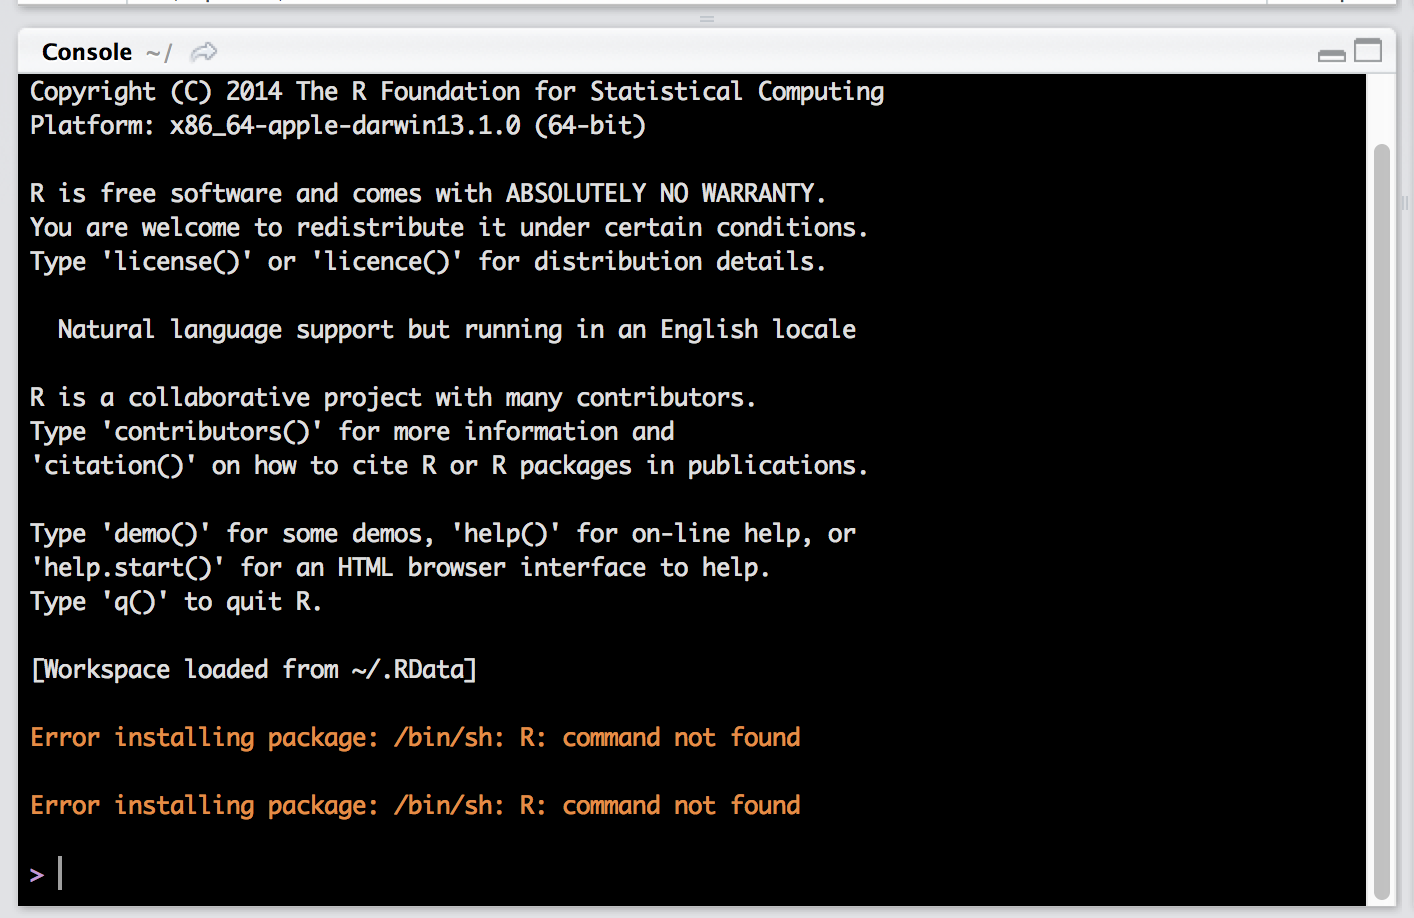 Console ~/
Copyright (C) 2014 The R Foundation for Statistical Computing
Platform: x86_64-apple-darwin13.1.0 (64-bit)
R is free software and comes with ABSOLUTELY NO WARRANTY.
You are welcome to redistribute it under certain conditions.
Type 'license()' or 'licence()' for distribution details.
Natural language support but running in an English locale
R is a collaborative project with many contributors.
Type 'contributors()' for more information and
'citation()' on how to cite R or R packages in publications.
Type 'demo()' for some demos, 'help()' for on-line help, or
'help.start()' for an HTML browser interface to help.
Type 'q()' to quit R.
[Workspace loaded from ~/.RData]
Error installing package: /bin/sh: R: command not found
Error installing package: /bin/sh: R: command not found
>